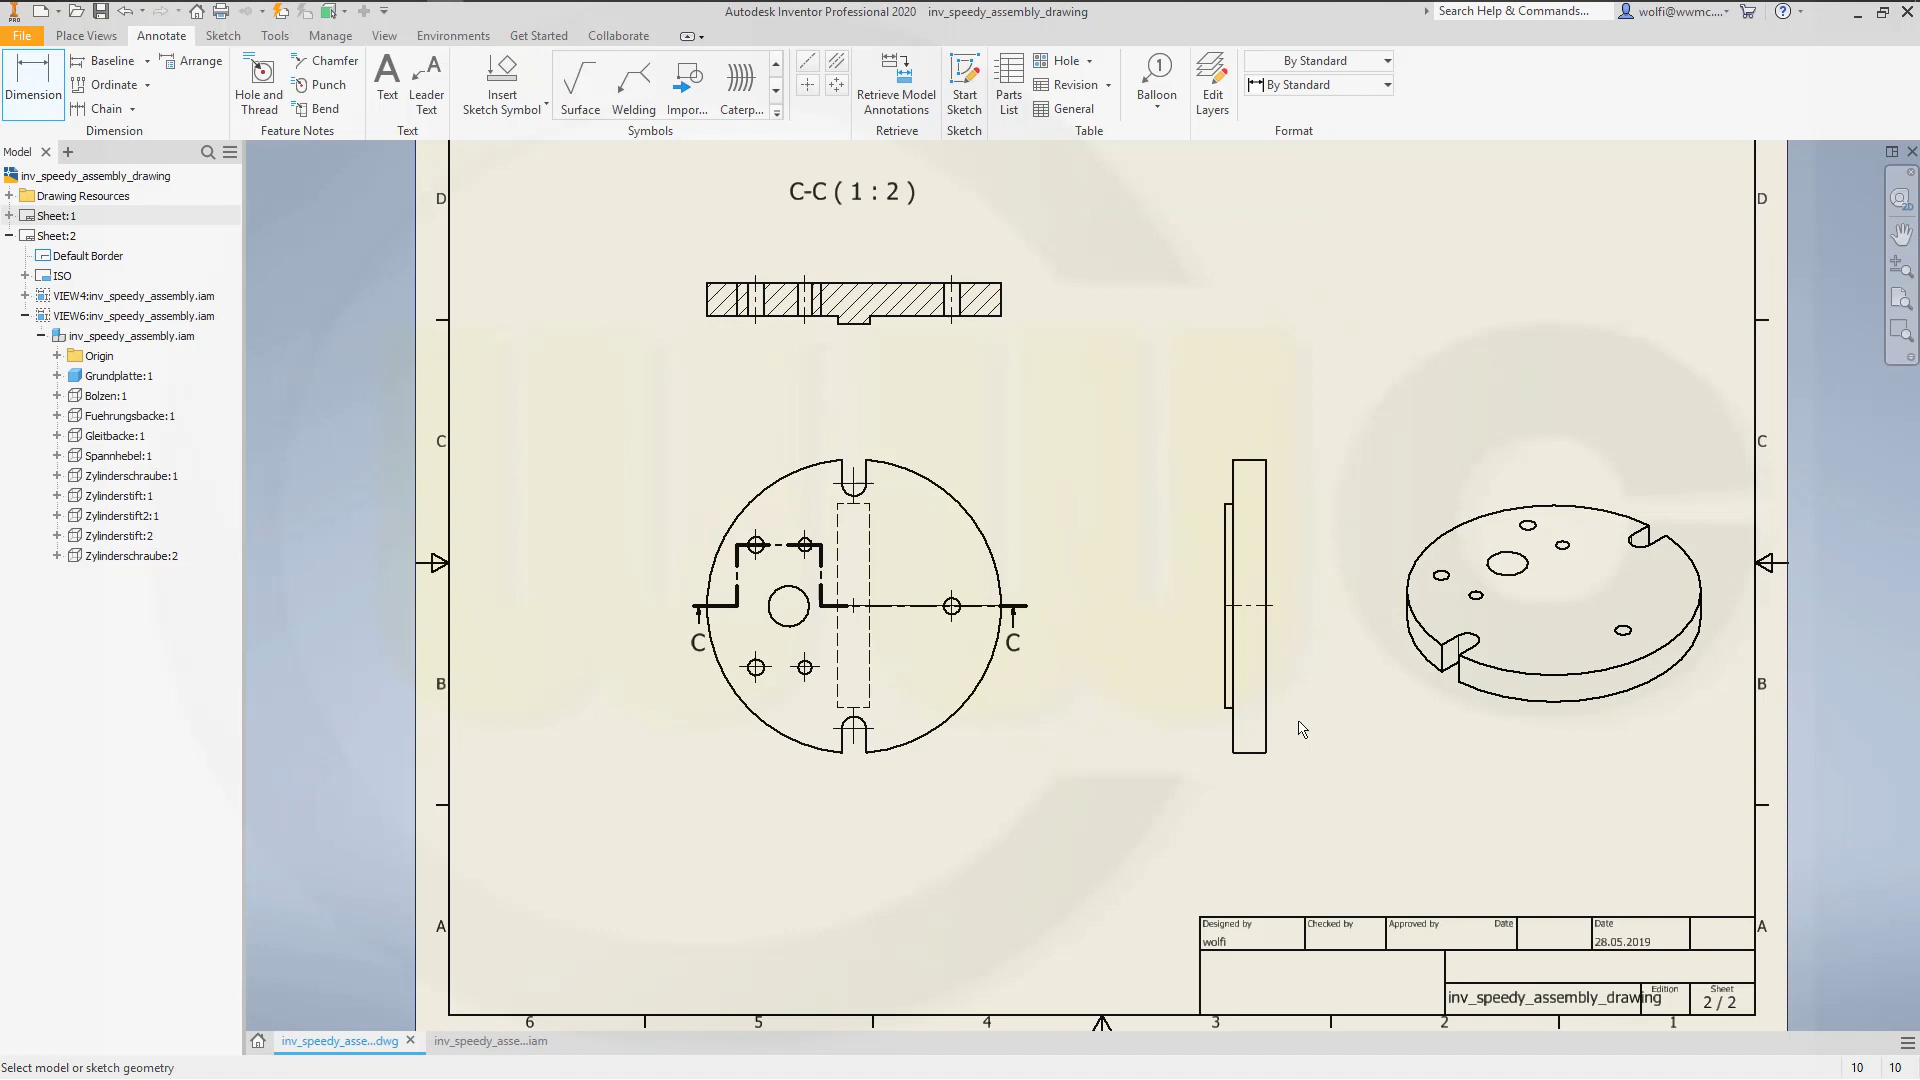 PRO
Autodesk Inventor Professional 2020 inv_speedy_assembly_drawing
Search Help & Commands...
wolfi@wwmc....
File Place Views Annotate Sketch Tools Manage View Environments Get Started Collaborate
Dimension
Baseline
Ordinate
Chain
Arrange
Dimension
Hole and Thread
Chamfer
Punch
Bend
Feature Notes
Text
Leader Text
Text
Insert Sketch Symbol
Surface
Welding
Impor...
Caterp...
Symbols
Retrieve Model Annotations
Retrieve
Start Sketch
Sketch
Parts List
Hole
Revision
General
Table
1
Balloon
Edit Layers
By Standard
By Standard
Format
Model
inv_speedy_assembly_drawing
Drawing Resources
Sheet:1
Sheet:2
Default Border
ISO
VIEW4:inv_speedy_assembly.iam
VIEW6:inv_speedy_assembly.iam
inv_speedy_assembly.iam
Origin
Grundplatte:1
Bolzen:1
Fuehrungsbacke:1
Gleitbacke:1
Spannhebel:1
Zylinderschraube:1
Zylinderstift:1
Zylinderstift2:1
Zylinderstift:2
Zylinderschraube:2
C-C ( 1 : 2 )
D D
C C
C C
B B
A A
2D
Designed by
wolfi
Checked by
Approved by
Date
Date
28.05.2019
inv_speedy_assembly_drawing
Edition
Sheet
2 / 2
6 5 4 3 2 1
inv_speedy_asse...dwg
inv_speedy_asse...iam
Select model or sketch geometry
10 10